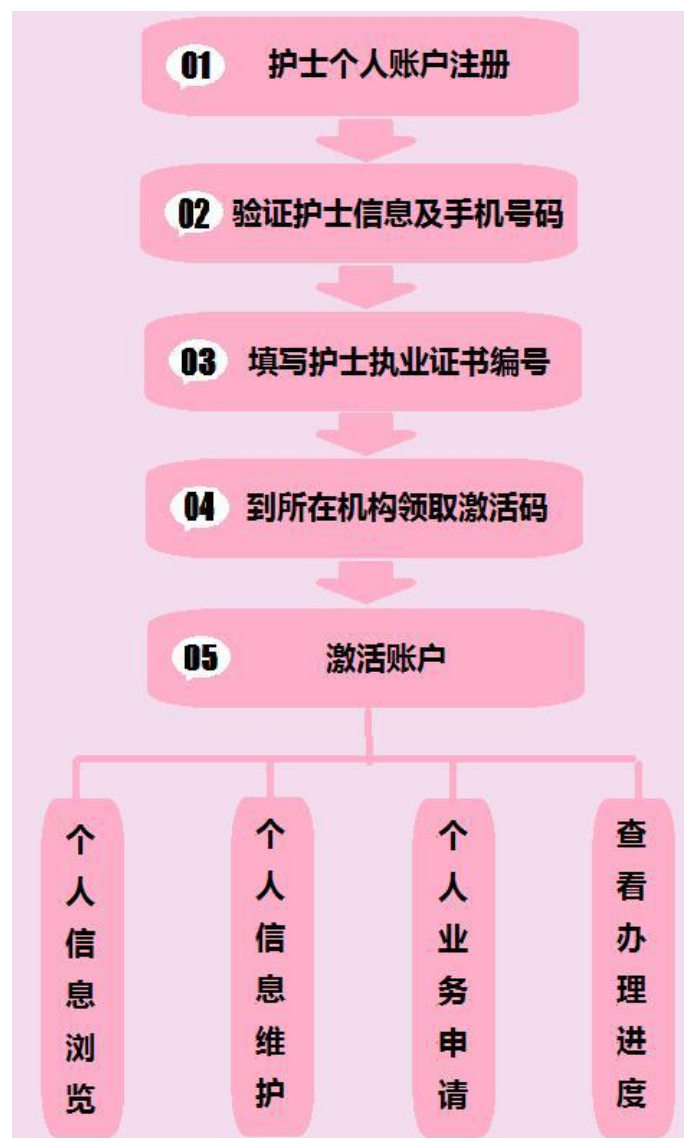 01 护士个人账户注册
02 验证护士信息及手机号码
03 填写护士执业证书编号
04 到所在机构领取激活码
05 激活账户
个人信息浏览
个人信息维护
个人业务申请
查看办理进度